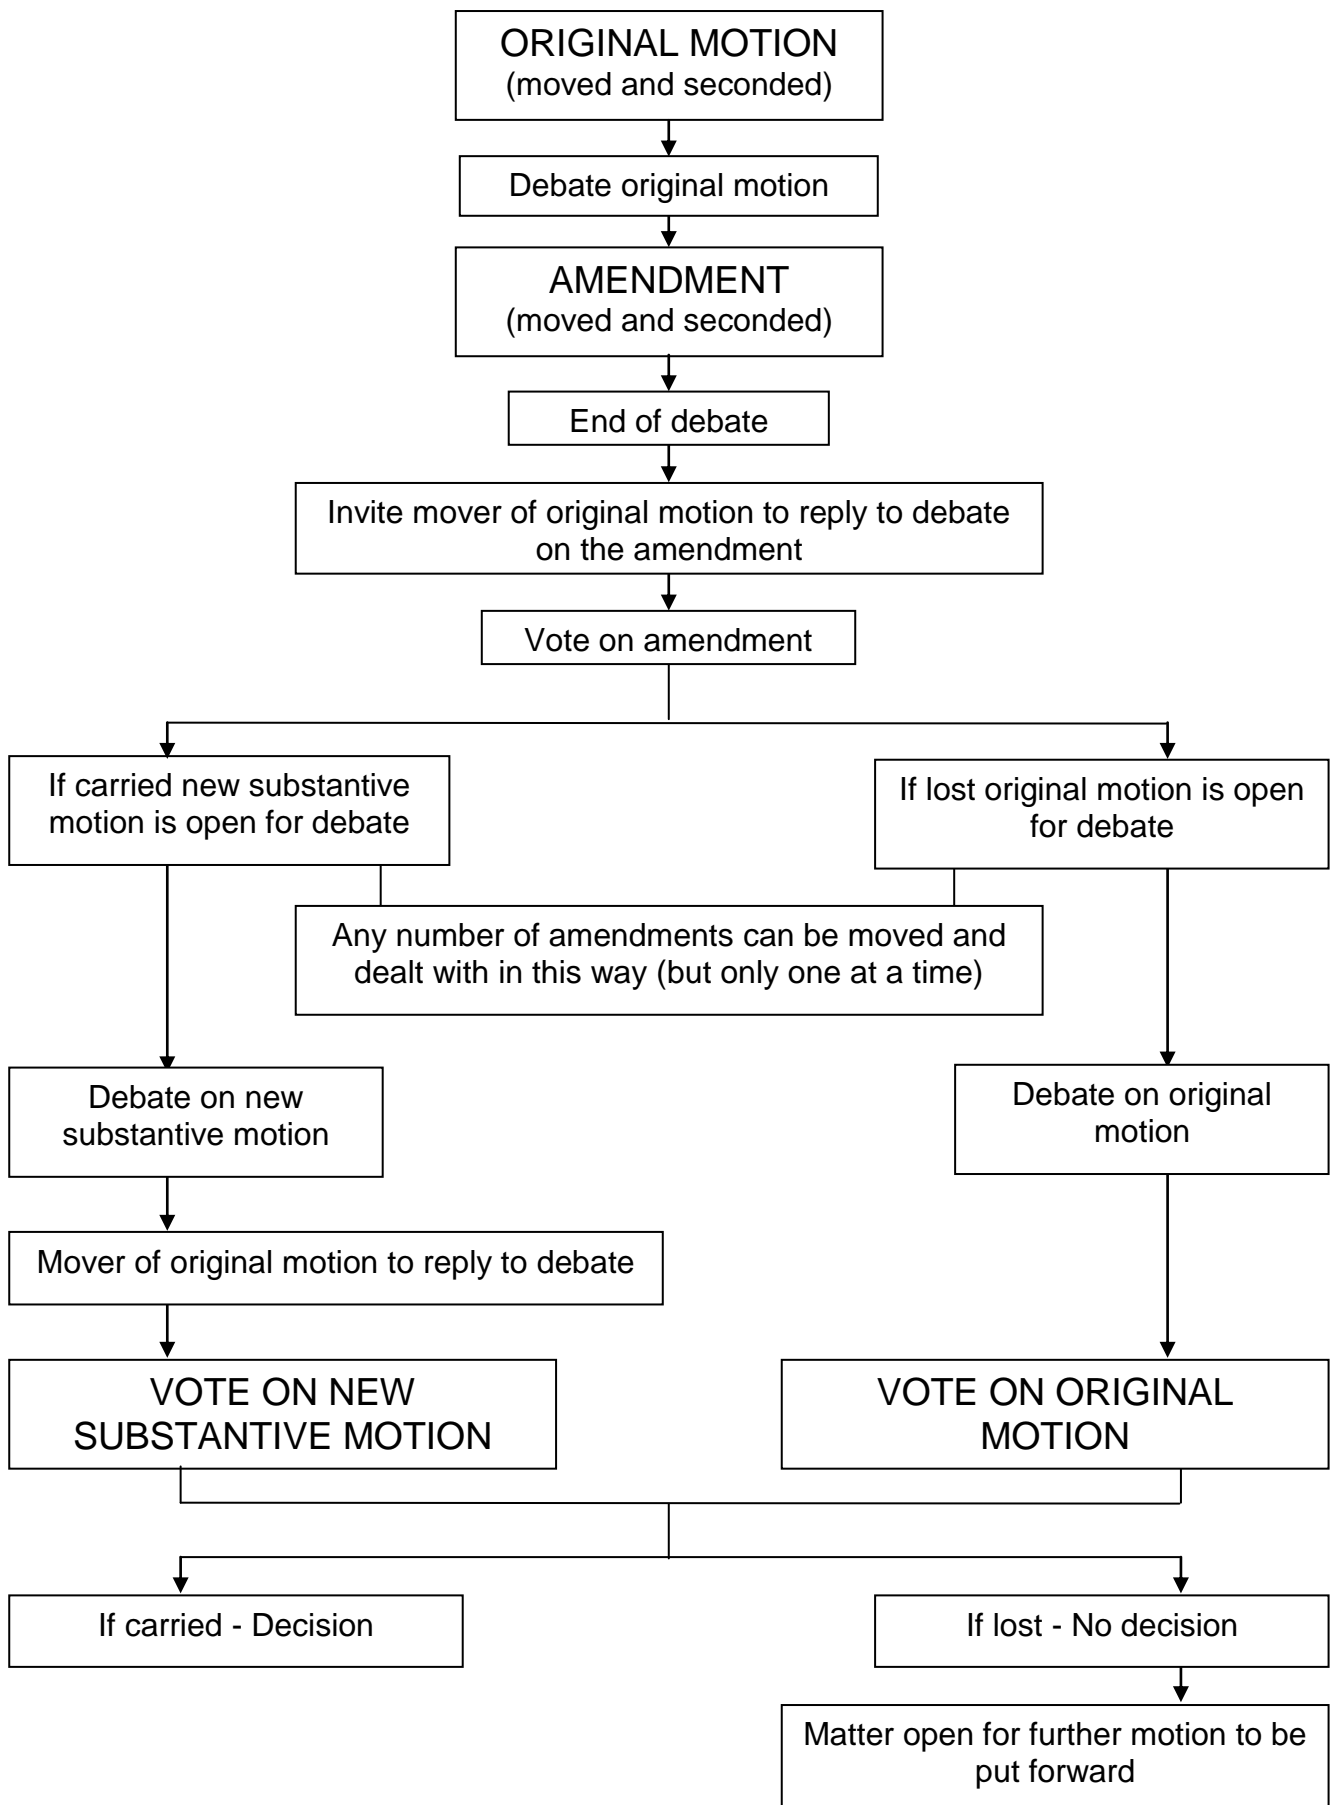 ORIGINAL MOTION
(moved and seconded)
Debate original motion
AMENDMENT
(moved and seconded)
End of debate
Invite mover of original motion to reply to debate
on the amendment
Vote on amendment
If carried new substantive
motion is open for debate
If lost original motion is open
for debate
Any number of amendments can be moved and
dealt with in this way (but only one at a time)
Debate on new
substantive motion
Debate on original
motion
Mover of original motion to reply to debate
VOTE ON NEW
SUBSTANTIVE MOTION
VOTE ON ORIGINAL
MOTION
If carried - Decision
If lost - No decision
Matter open for further motion to be
put forward